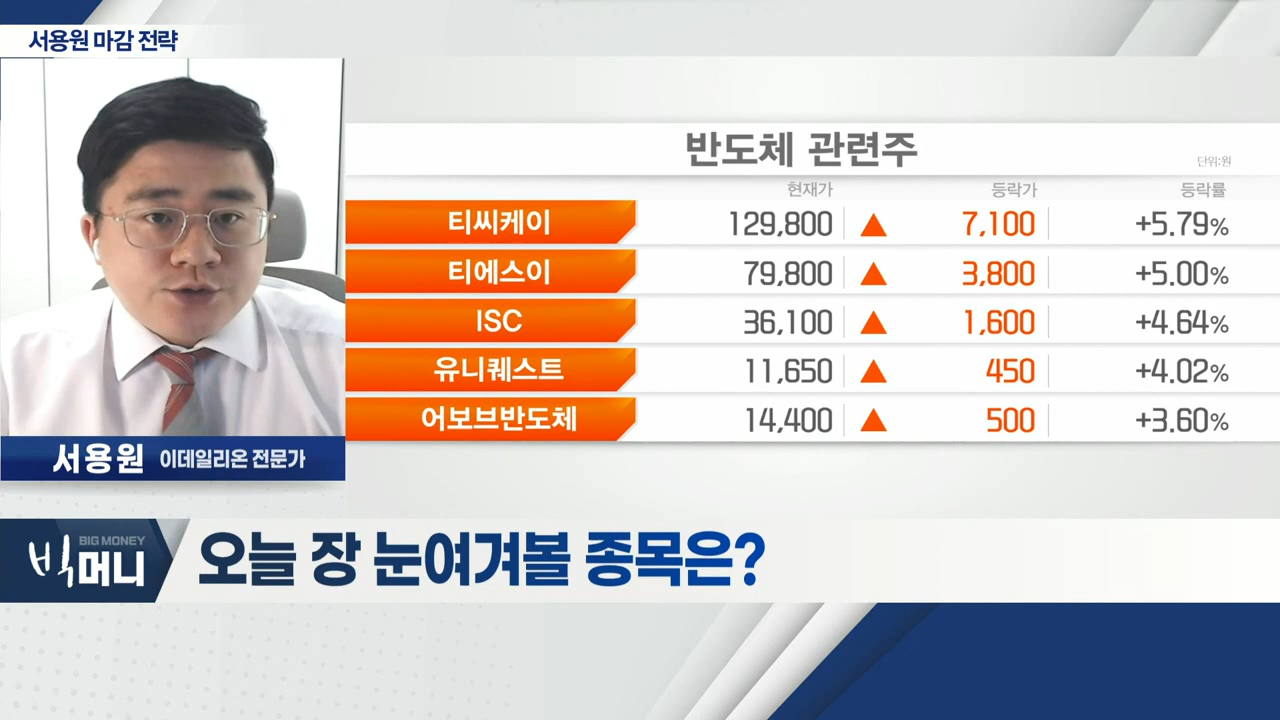 서용원 마감 전략
반도체 관련주
단위:원
현재가 등락가 등락률
티씨케이 129,800 ▲ 7,100 +5.79%
티에스이 79,800 ▲ 3,800 +5.00%
ISC 36,100 ▲ 1,600 +4.64%
유니퀘스트 11,650 ▲ 450 +4.02%
어보브반도체 14,400 ▲ 500 +3.60%
서용원 이데일리온 전문가
BIG MONEY
빅머니
오늘 장 눈여겨볼 종목은?